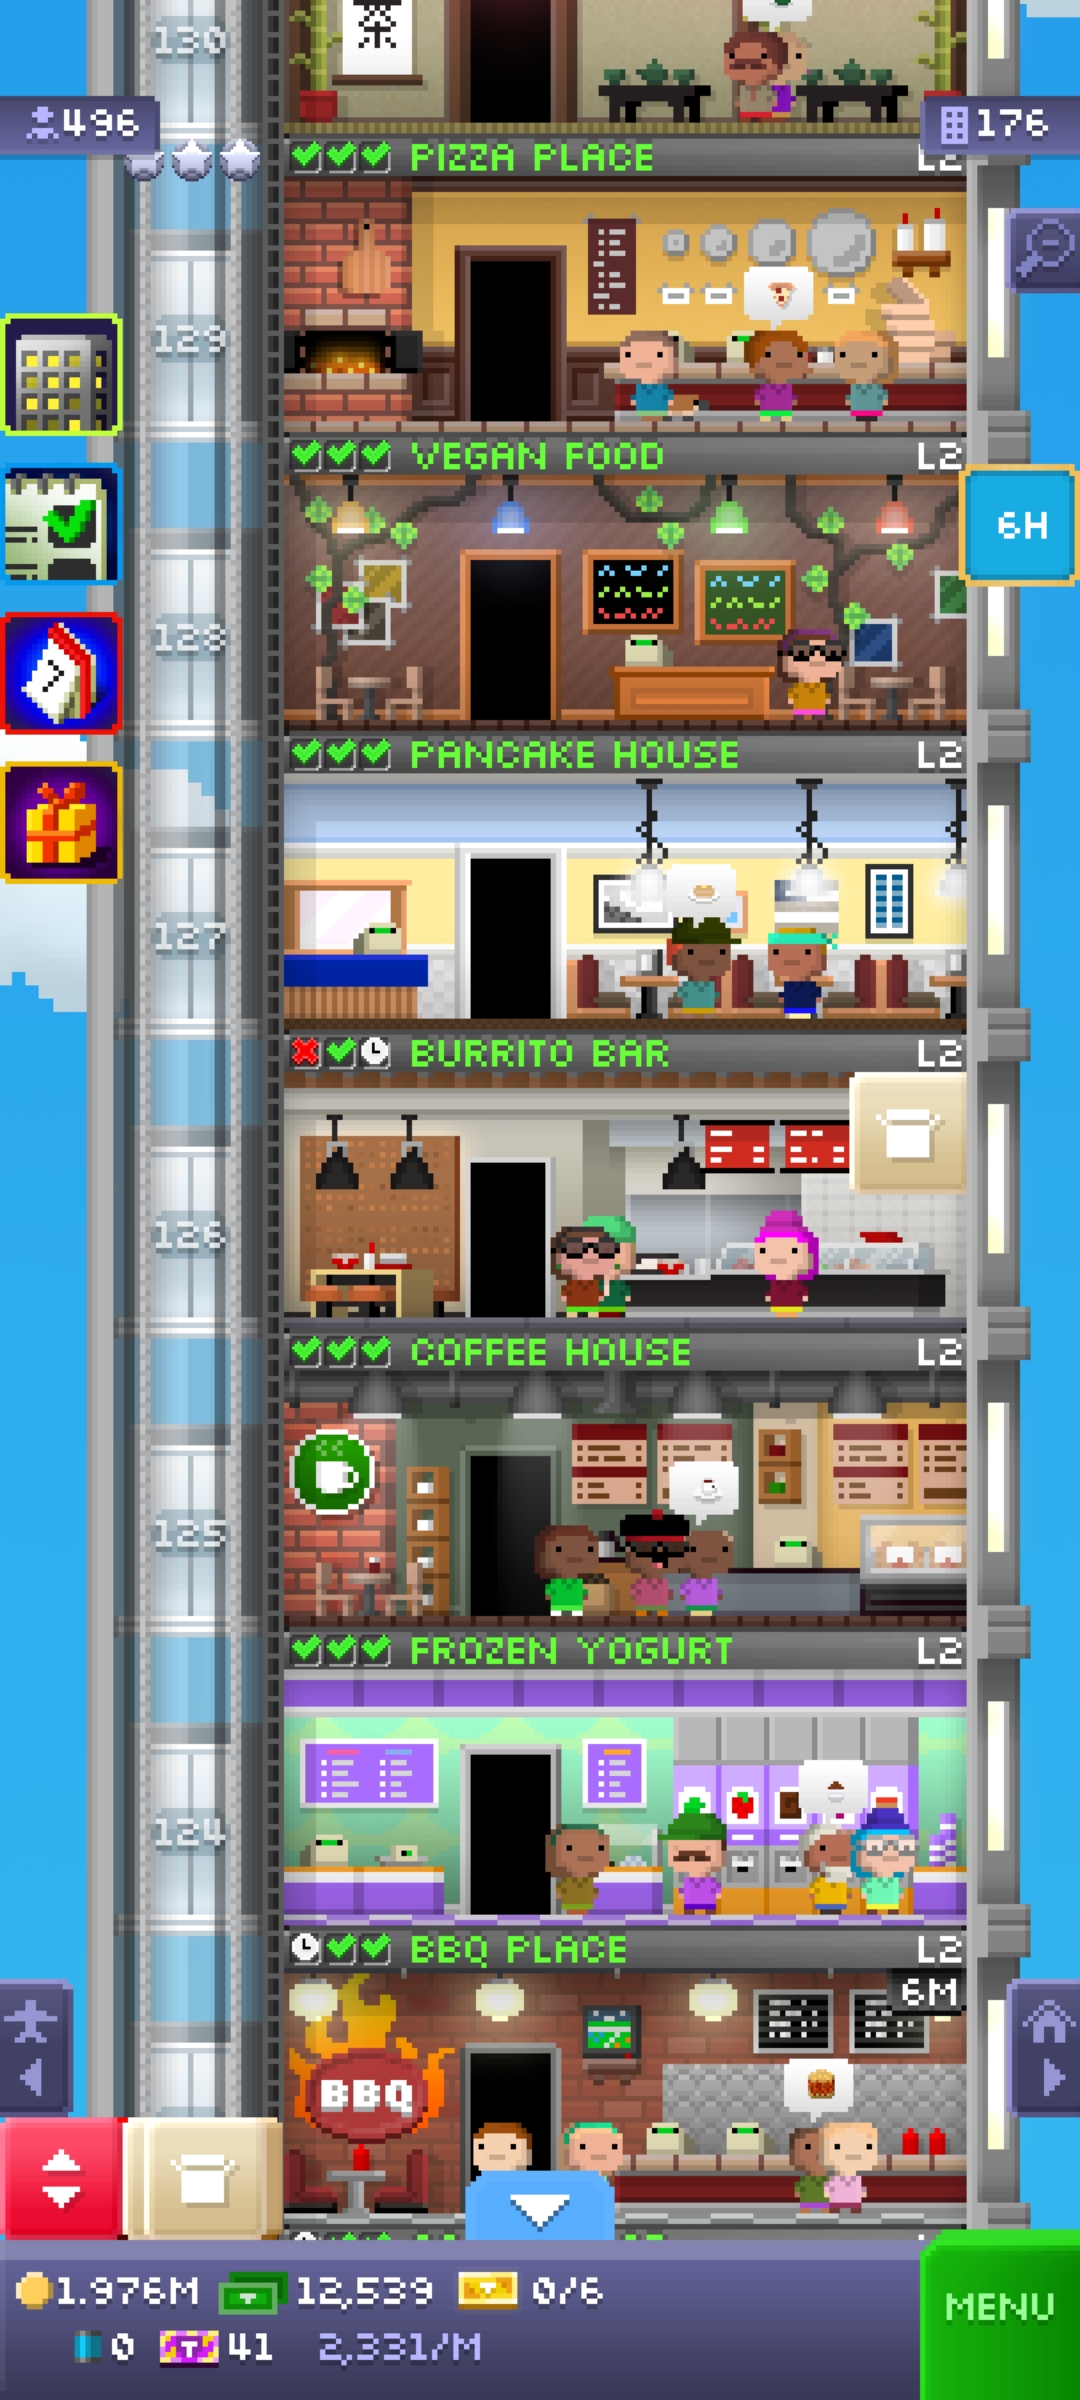 130
496
176
PIZZA PLACE L2
129
VEGAN FOOD L2
6H
128
7
PANCAKE HOUSE L2
127
BURRITO BAR L2
126
COFFEE HOUSE L2
125
FROZEN YOGURT L2
124
BBQ PLACE L2
6M
BBQ
1.976M 12,539 0/6
MENU
0 T 41 2,331/M